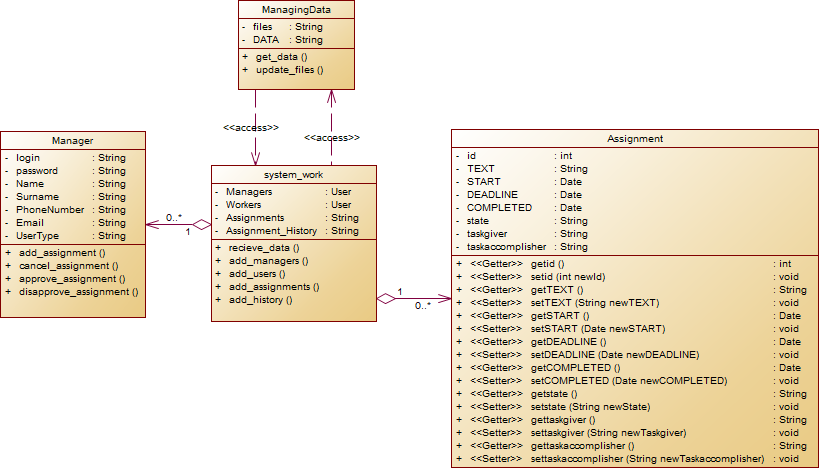 ManagingData
- files : String
- DATA : String
+ get_data ()
+ update_files ()
<<access>>
<<access>>
Manager
- login : String
- password : String
- Name : String
- Surname : String
- PhoneNumber : String
- Email : String
- UserType : String
+ add_assignment ()
+ cancel_assignment ()
+ approve_assignment ()
+ disapprove_assignment ()
0..*
1
system_work
- Managers : User
- Workers : User
- Assignments : String
- Assignment_History : String
+ recieve_data ()
+ add_managers ()
+ add_users ()
+ add_assignments ()
+ add_history ()
1
0..*
Assignment
- id : int
- TEXT : String
- START : Date
- DEADLINE : Date
- COMPLETED : Date
- state : String
- taskgiver : String
- taskaccomplisher : String
+ <<Getter>> getid () : int
+ <<Setter>> setid (int newId) : void
+ <<Getter>> getTEXT () : String
+ <<Setter>> setTEXT (String newTEXT) : void
+ <<Getter>> getSTART () : Date
+ <<Setter>> setSTART (Date newSTART) : void
+ <<Getter>> getDEADLINE () : Date
+ <<Setter>> setDEADLINE (Date newDEADLINE) : void
+ <<Getter>> getCOMPLETED () : Date
+ <<Setter>> setCOMPLETED (Date newCOMPLETED) : void
+ <<Getter>> getstate () : String
+ <<Setter>> setstate (String newState) : void
+ <<Getter>> gettaskgiver () : String
+ <<Setter>> settaskgiver (String newTaskgiver) : void
+ <<Getter>> gettaskaccomplisher () : String
+ <<Setter>> settaskaccomplisher (String newTaskaccomplisher) : void